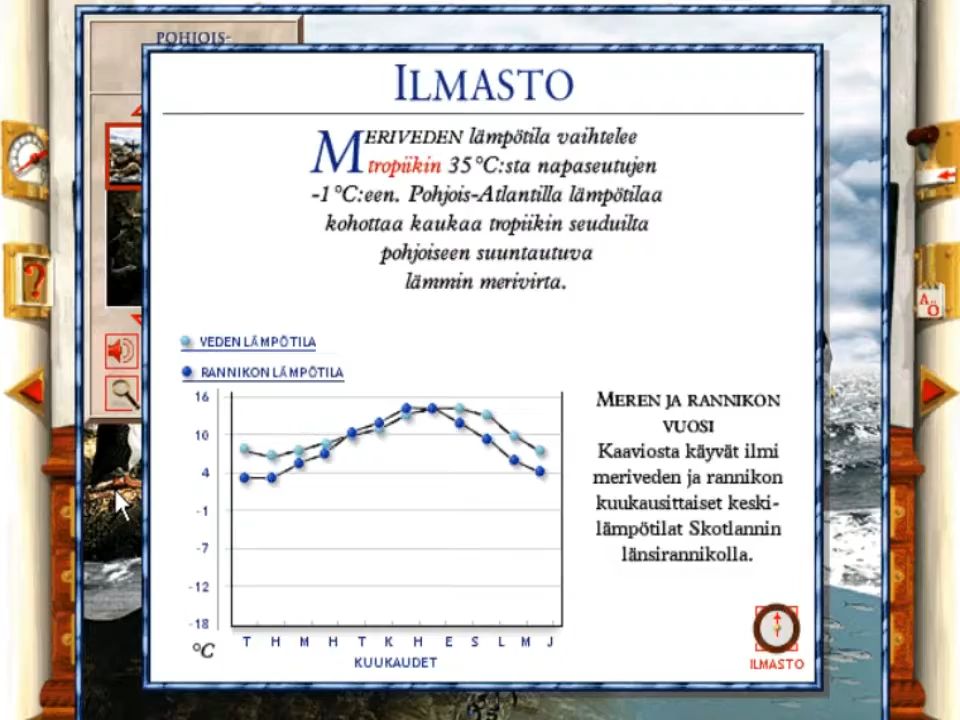 POHJOIS-
ILMASTO
MERIVEDEN lämpötila vaihtelee
tropiikin 35°C:sta napaseutujen
-1°C:een. Pohjois-Atlantilla lämpötilaa
kohottaa kaukaa tropiikin seuduilta
pohjoiseen suuntautuva
lämmin merivirta.
VEDEN LÄMPÖTILA
RANNIKON LÄMPÖTILA
16
10
4
-1
-7
-12
-18
°C
T H M H T K H E S L M J
KUUKAUDET
MEREN JA RANNIKON
VUOSI
Kaaviosta käyvät ilmi
meriveden ja rannikon
kuukausittaiset keski-
lämpötilat Skotlannin
länsirannikolla.
ILMASTO
?
A
Ö